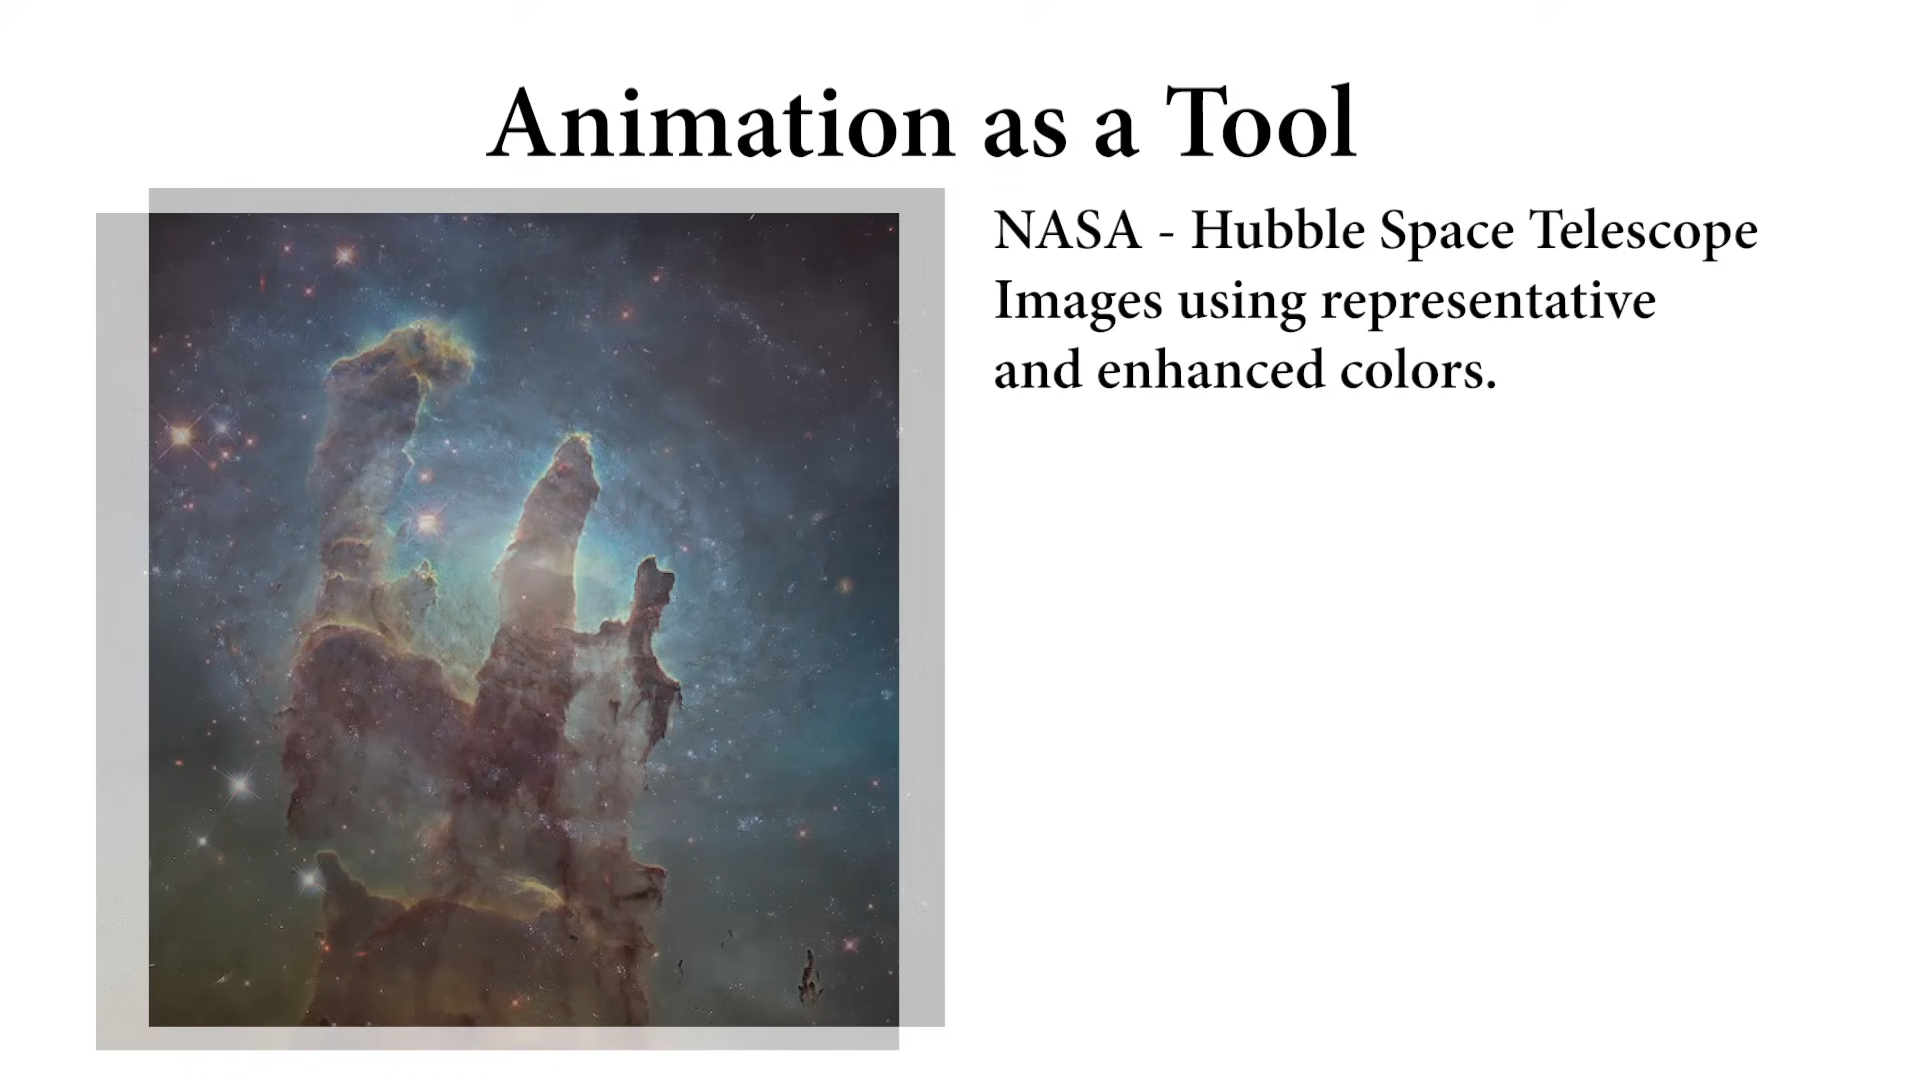 Animation as a Tool
NASA - Hubble Space Telescope
Images using representative
and enhanced colors.